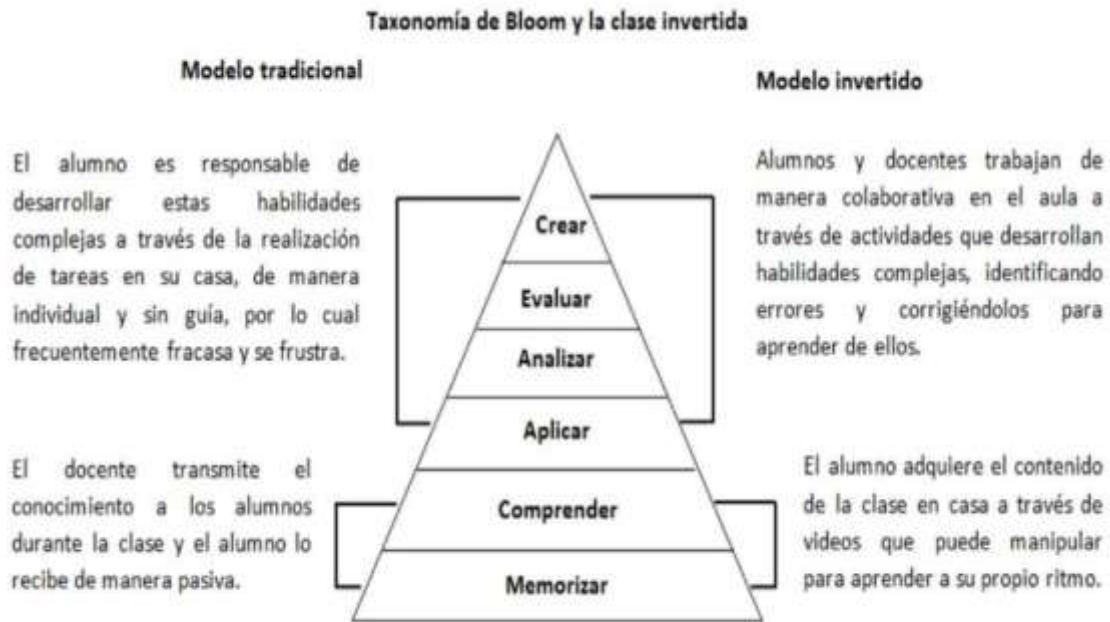 Taxonomía de Bloom y la clase invertida
Modelo tradicional
Modelo invertido
El alumno es responsable de
desarrollar estas habilidades
complejas a través de la realización
de tareas en su casa, de manera
individual y sin guía, por lo cual
frecuentemente fracasa y se frustra.
Alumnos y docentes trabajan de
manera colaborativa en el aula a
través de actividades que desarrollan
habilidades complejas, identificando
errores y corrigiéndolos para
aprender de ellos.
Crear
Evaluar
Analizar
Aplicar
Comprender
Memorizar
El docente transmite el
conocimiento a los alumnos
durante la clase y el alumno lo
recibe de manera pasiva.
El alumno adquiere el contenido
de la clase en casa a través de
videos que puede manipular
para aprender a su propio ritmo.